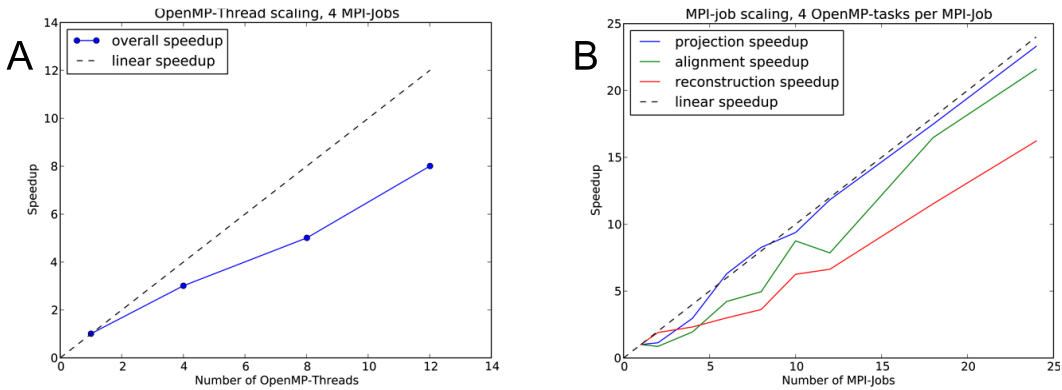 OpenMP-Thread scaling, 4 MPI-Jobs
A
overall speedup
linear speedup
Speedup
14
12
10
8
6
4
2
0
0 2 4 6 8 10 12 14
Number of OpenMP-Threads
MPI-job scaling, 4 OpenMP-tasks per MPI-Job
B
projection speedup
alignment speedup
reconstruction speedup
linear speedup
Speedup
25
20
15
10
5
0
0 5 10 15 20 25
Number of MPI-Jobs